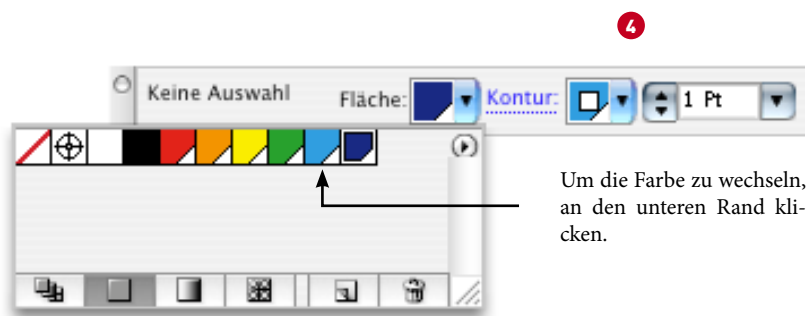 4
Keine Auswahl Fläche: Kontur: 1 Pt
Um die Farbe zu wechseln,
an den unteren Rand kli-
cken.